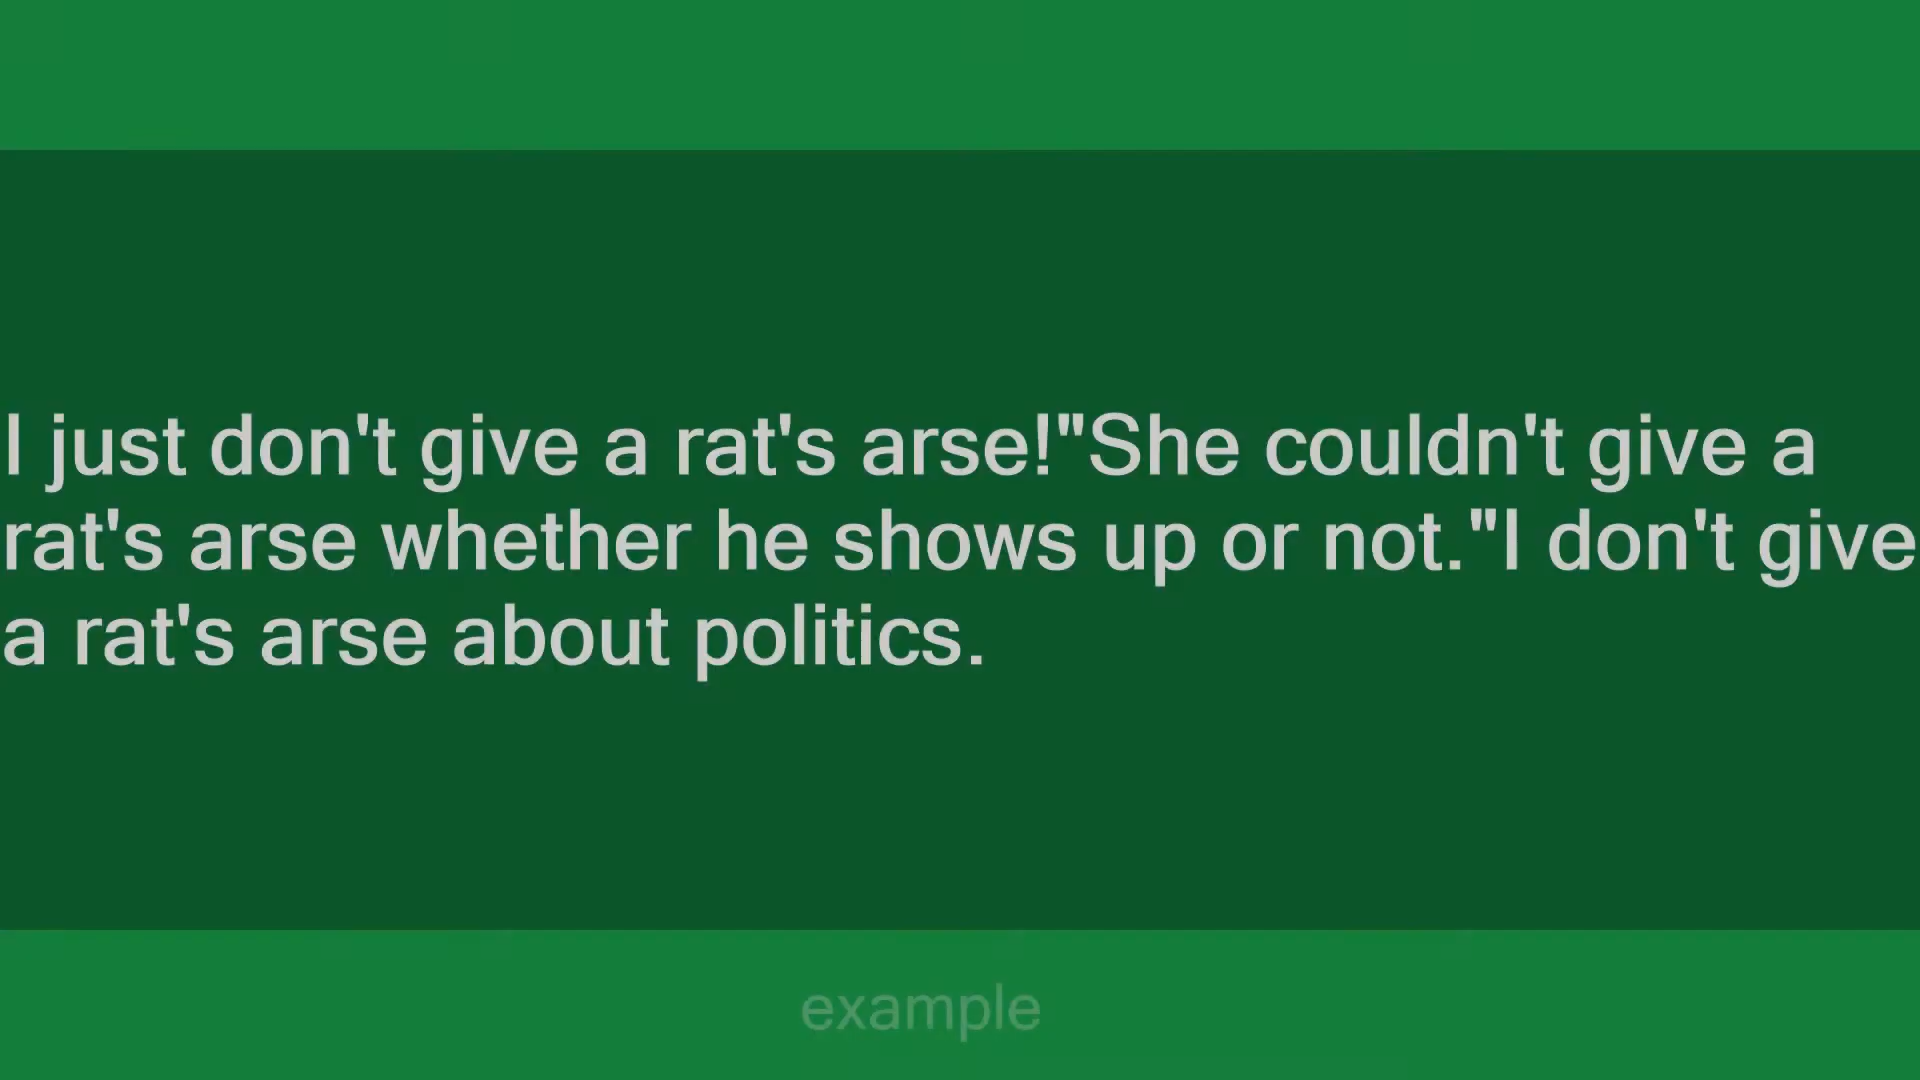 I just don't give a rat's arse!"She couldn't give a
rat's arse whether he shows up or not."I don't give
a rat's arse about politics.
example